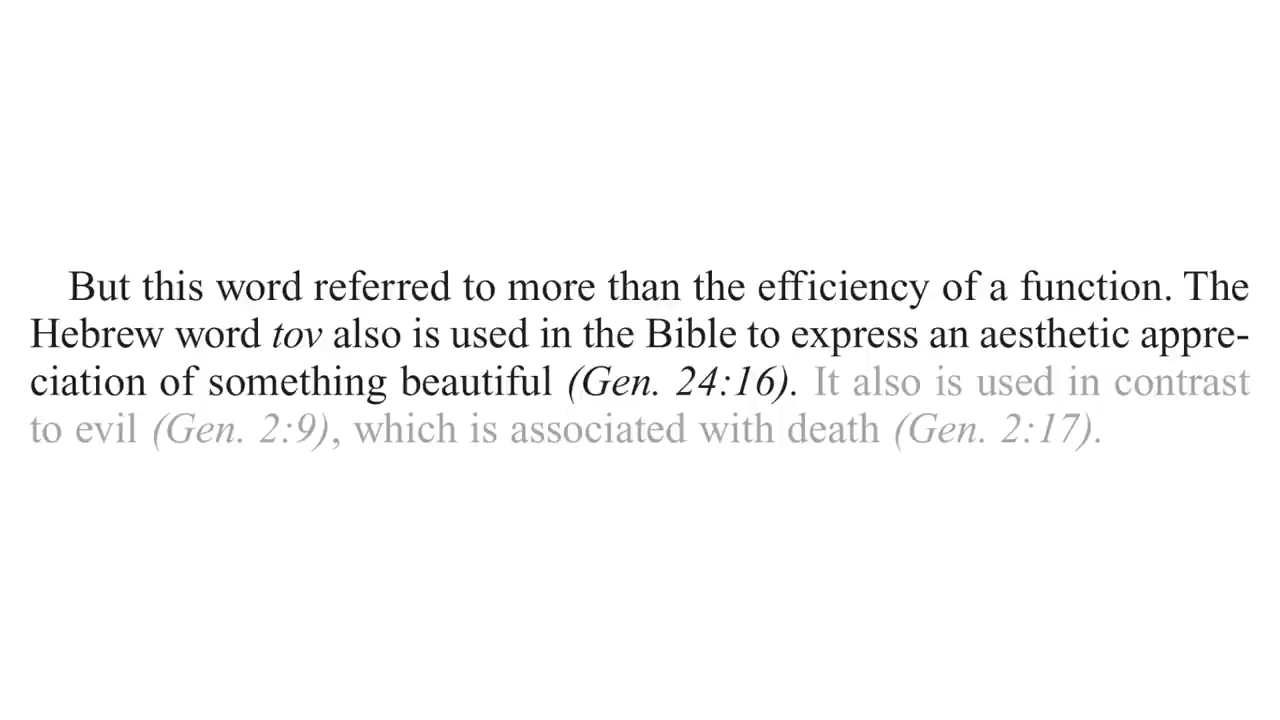 But this word referred to more than the efficiency of a function. The
Hebrew word tov also is used in the Bible to express an aesthetic appre-
ciation of something beautiful (Gen. 24:16). It also is used in contrast
to evil (Gen. 2:9), which is associated with death (Gen. 2:17).